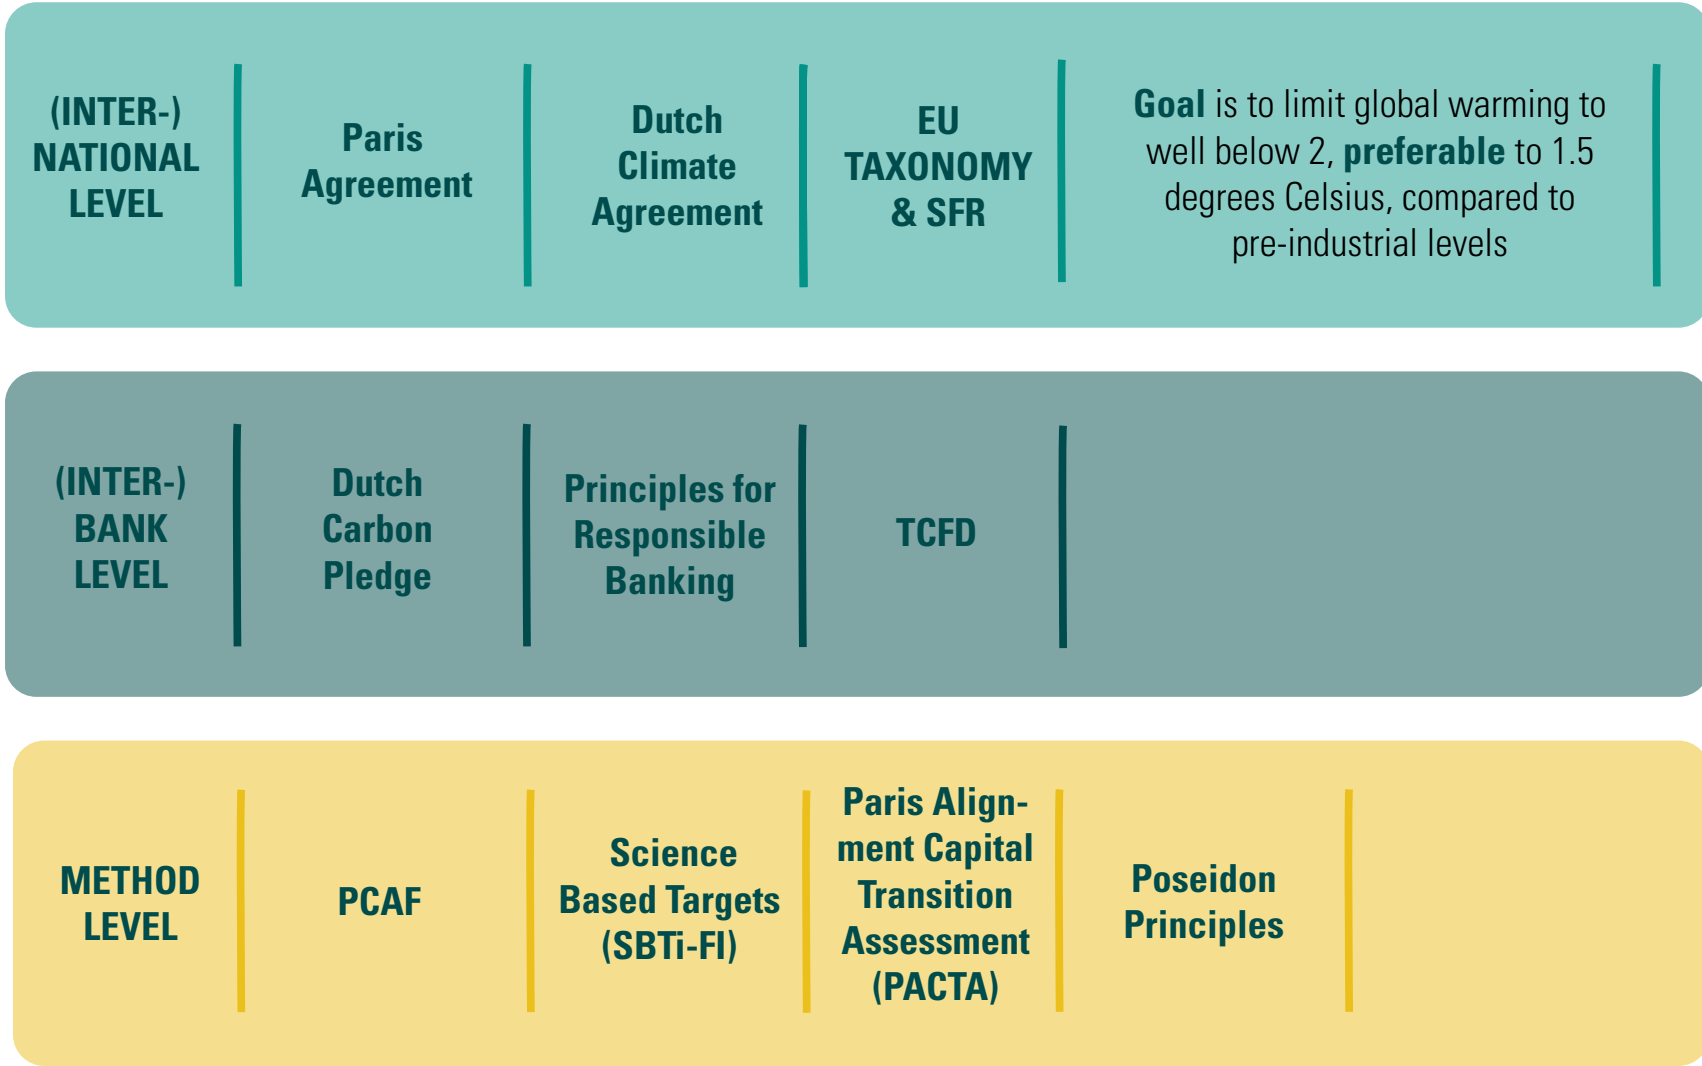 (INTER-)
NATIONAL
LEVEL
Paris
Agreement
Dutch
Climate
Agreement
EU
TAXONOMY
& SFR
Goal is to limit global warming to
well below 2, preferable to 1.5
degrees Celsius, compared to
pre-industrial levels
(INTER-)
BANK
LEVEL
Dutch
Carbon
Pledge
Principles for
Responsible
Banking
TCFD
METHOD
LEVEL
PCAF
Science
Based Targets
(SBTi-FI)
Paris Align-
ment Capital
Transition
Assessment
(PACTA)
Poseidon
Principles